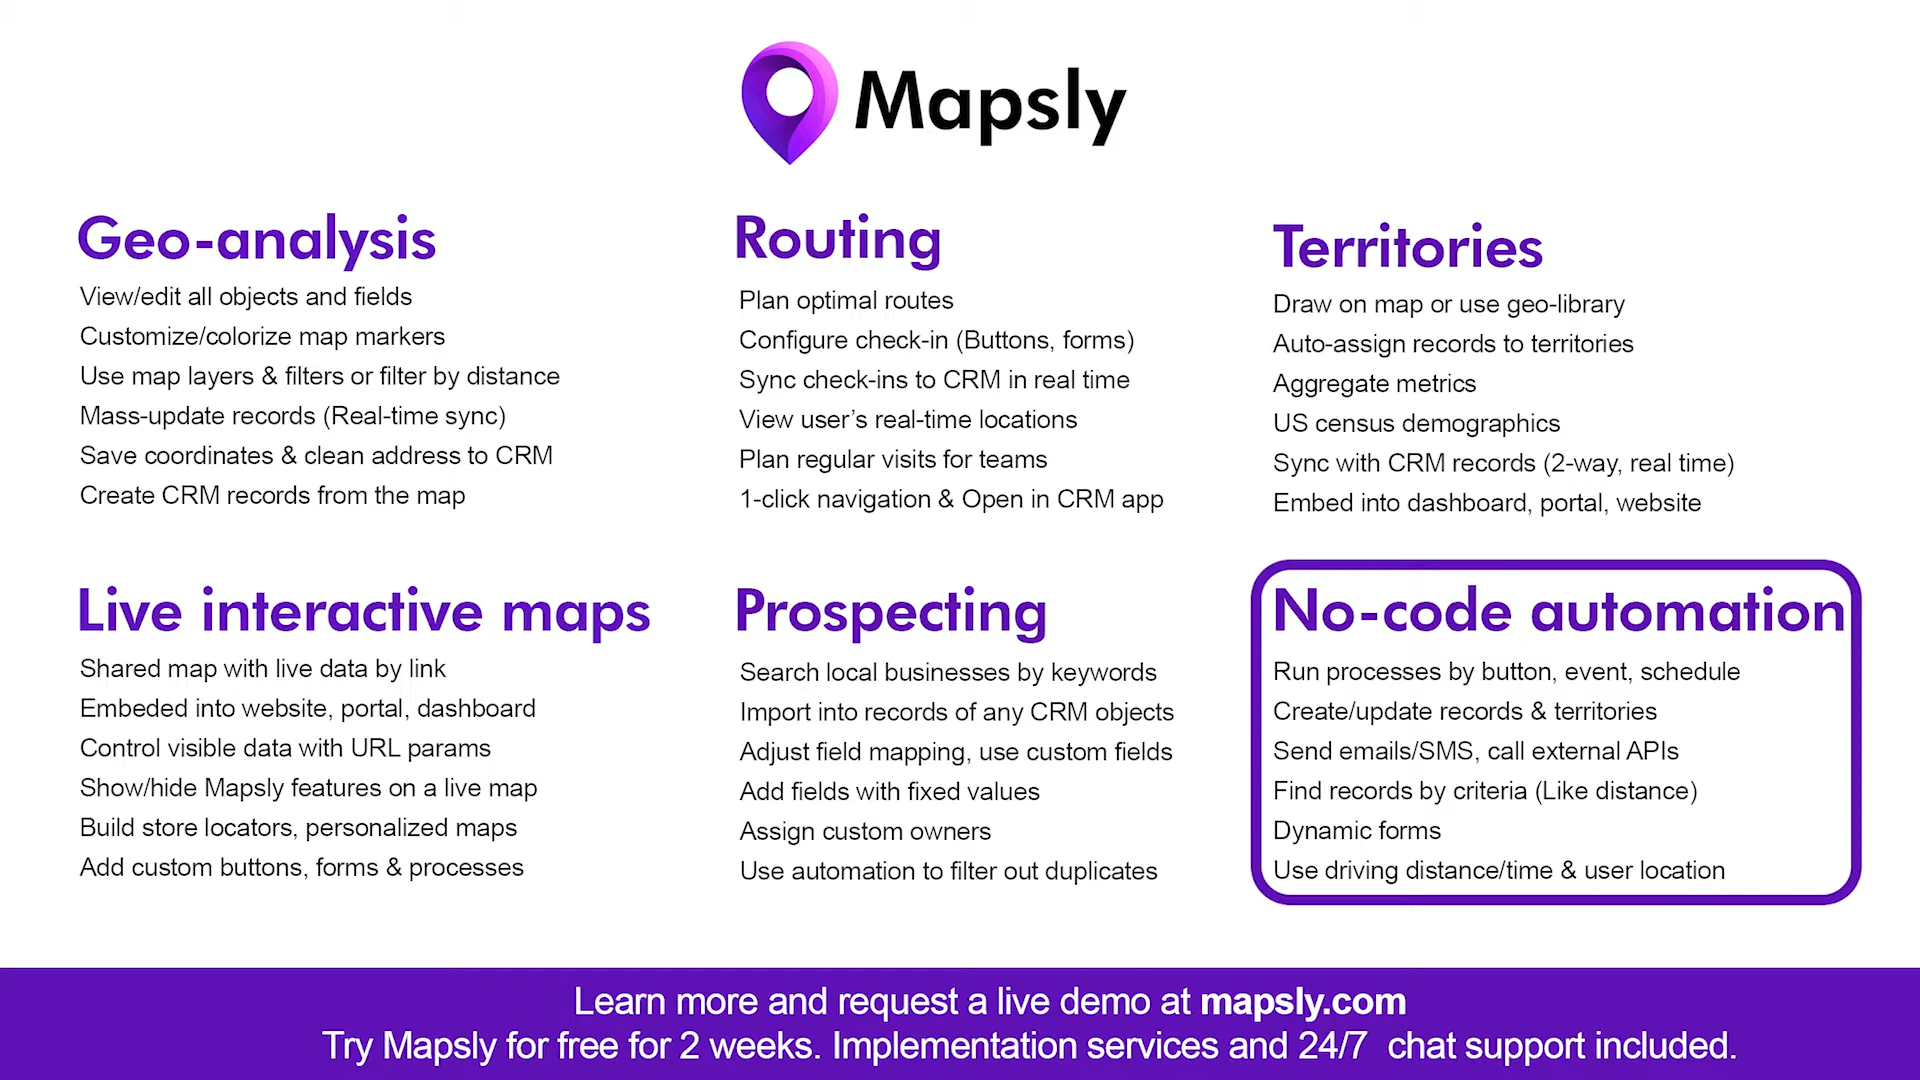 Mapsly
Geo-analysis
View/edit all objects and fields
Customize/colorize map markers
Use map layers & filters or filter by distance
Mass-update records (Real-time sync)
Save coordinates & clean address to CRM
Create CRM records from the map
Routing
Plan optimal routes
Configure check-in (Buttons, forms)
Sync check-ins to CRM in real time
View user’s real-time locations
Plan regular visits for teams
1-click navigation & Open in CRM app
Territories
Draw on map or use geo-library
Auto-assign records to territories
Aggregate metrics
US census demographics
Sync with CRM records (2-way, real time)
Embed into dashboard, portal, website
Live interactive maps
Shared map with live data by link
Embeded into website, portal, dashboard
Control visible data with URL params
Show/hide Mapsly features on a live map
Build store locators, personalized maps
Add custom buttons, forms & processes
Prospecting
Search local businesses by keywords
Import into records of any CRM objects
Adjust field mapping, use custom fields
Add fields with fixed values
Assign custom owners
Use automation to filter out duplicates
No-code automation
Run processes by button, event, schedule
Create/update records & territories
Send emails/SMS, call external APIs
Find records by criteria (Like distance)
Dynamic forms
Use driving distance/time & user location
Learn more and request a live demo at mapsly.com
Try Mapsly for free for 2 weeks. Implementation services and 24/7  chat support included.